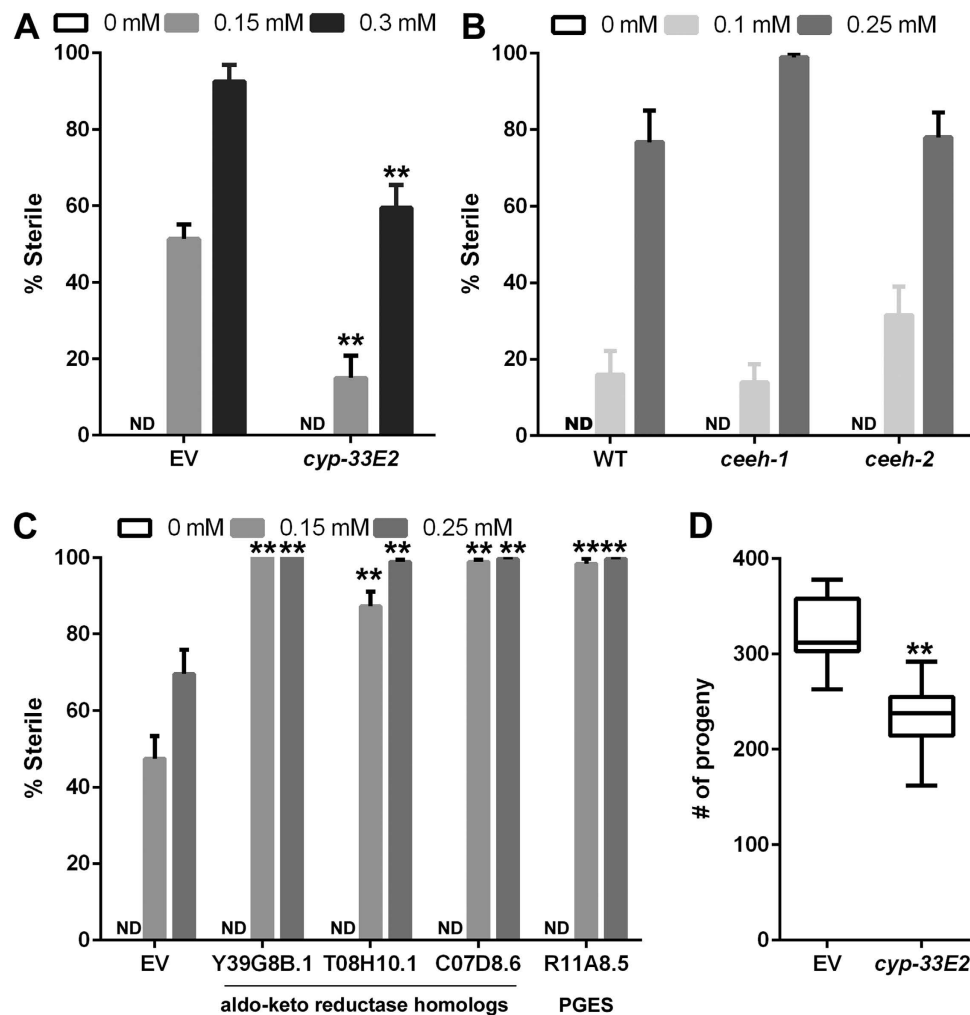 A 0 mM 0.15 mM 0.3 mM
% Sterile
100
80
60
40
20
0
** **
ND ND
EV cyp-33E2
B 0 mM 0.1 mM 0.25 mM
% Sterile
100
80
60
40
20
0
ND ND ND
WT ceeh-1 ceeh-2
C 0 mM 0.15 mM 0.25 mM
% Sterile
100
80
60
40
20
0
** ** ** ** ** ** ** **
ND ND ND ND ND
EV Y39G8B.1 T08H10.1 C07D8.6 R11A8.5
aldo-keto reductase homologs PGES
D
# of progeny
400
300
200
100
0
**
EV cyp-33E2